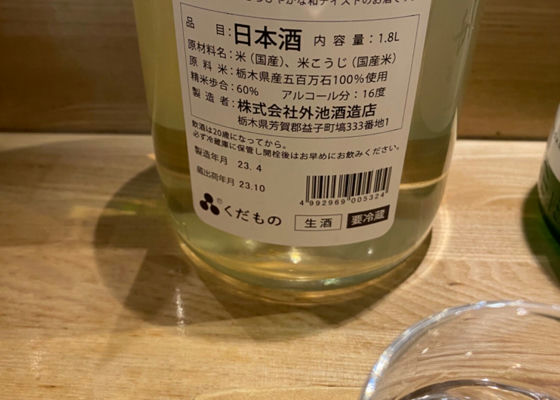 品目:日本酒 内容量:1.8L
原材料名:米(国産)、米こうじ(国産米)
原料米:栃木県産五百万石100%使用
精米歩合:60% アルコール分:16度
製造者:株式会社外池酒造店
栃木県芳賀郡益子町塙333番地1
飲酒は20歳になってから。
必ず冷蔵庫に保管し開栓後はお早めにお飲みください。
製造年月 23.4
蔵出荷年月 23.10
4 992969 005324
くだもの 生酒 要冷蔵